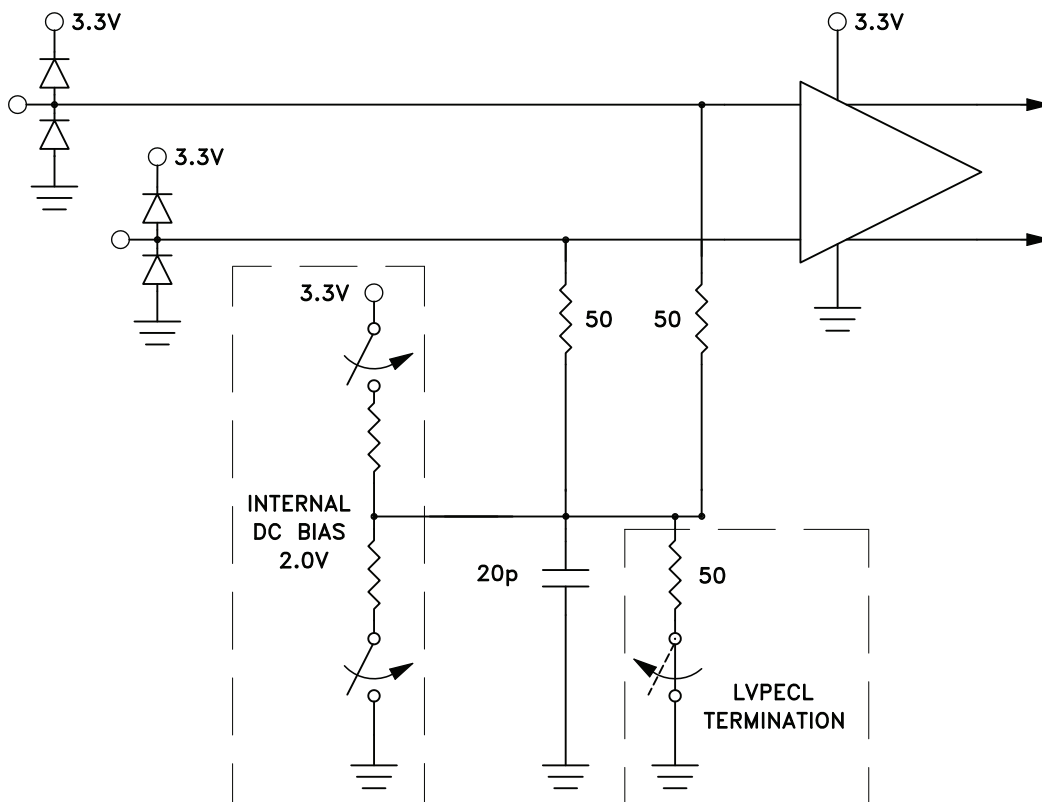 3.3V
3.3V
3.3V
3.3V
50
50
INTERNAL
DC BIAS
2.0V
20p
50
LVPECL
TERMINATION